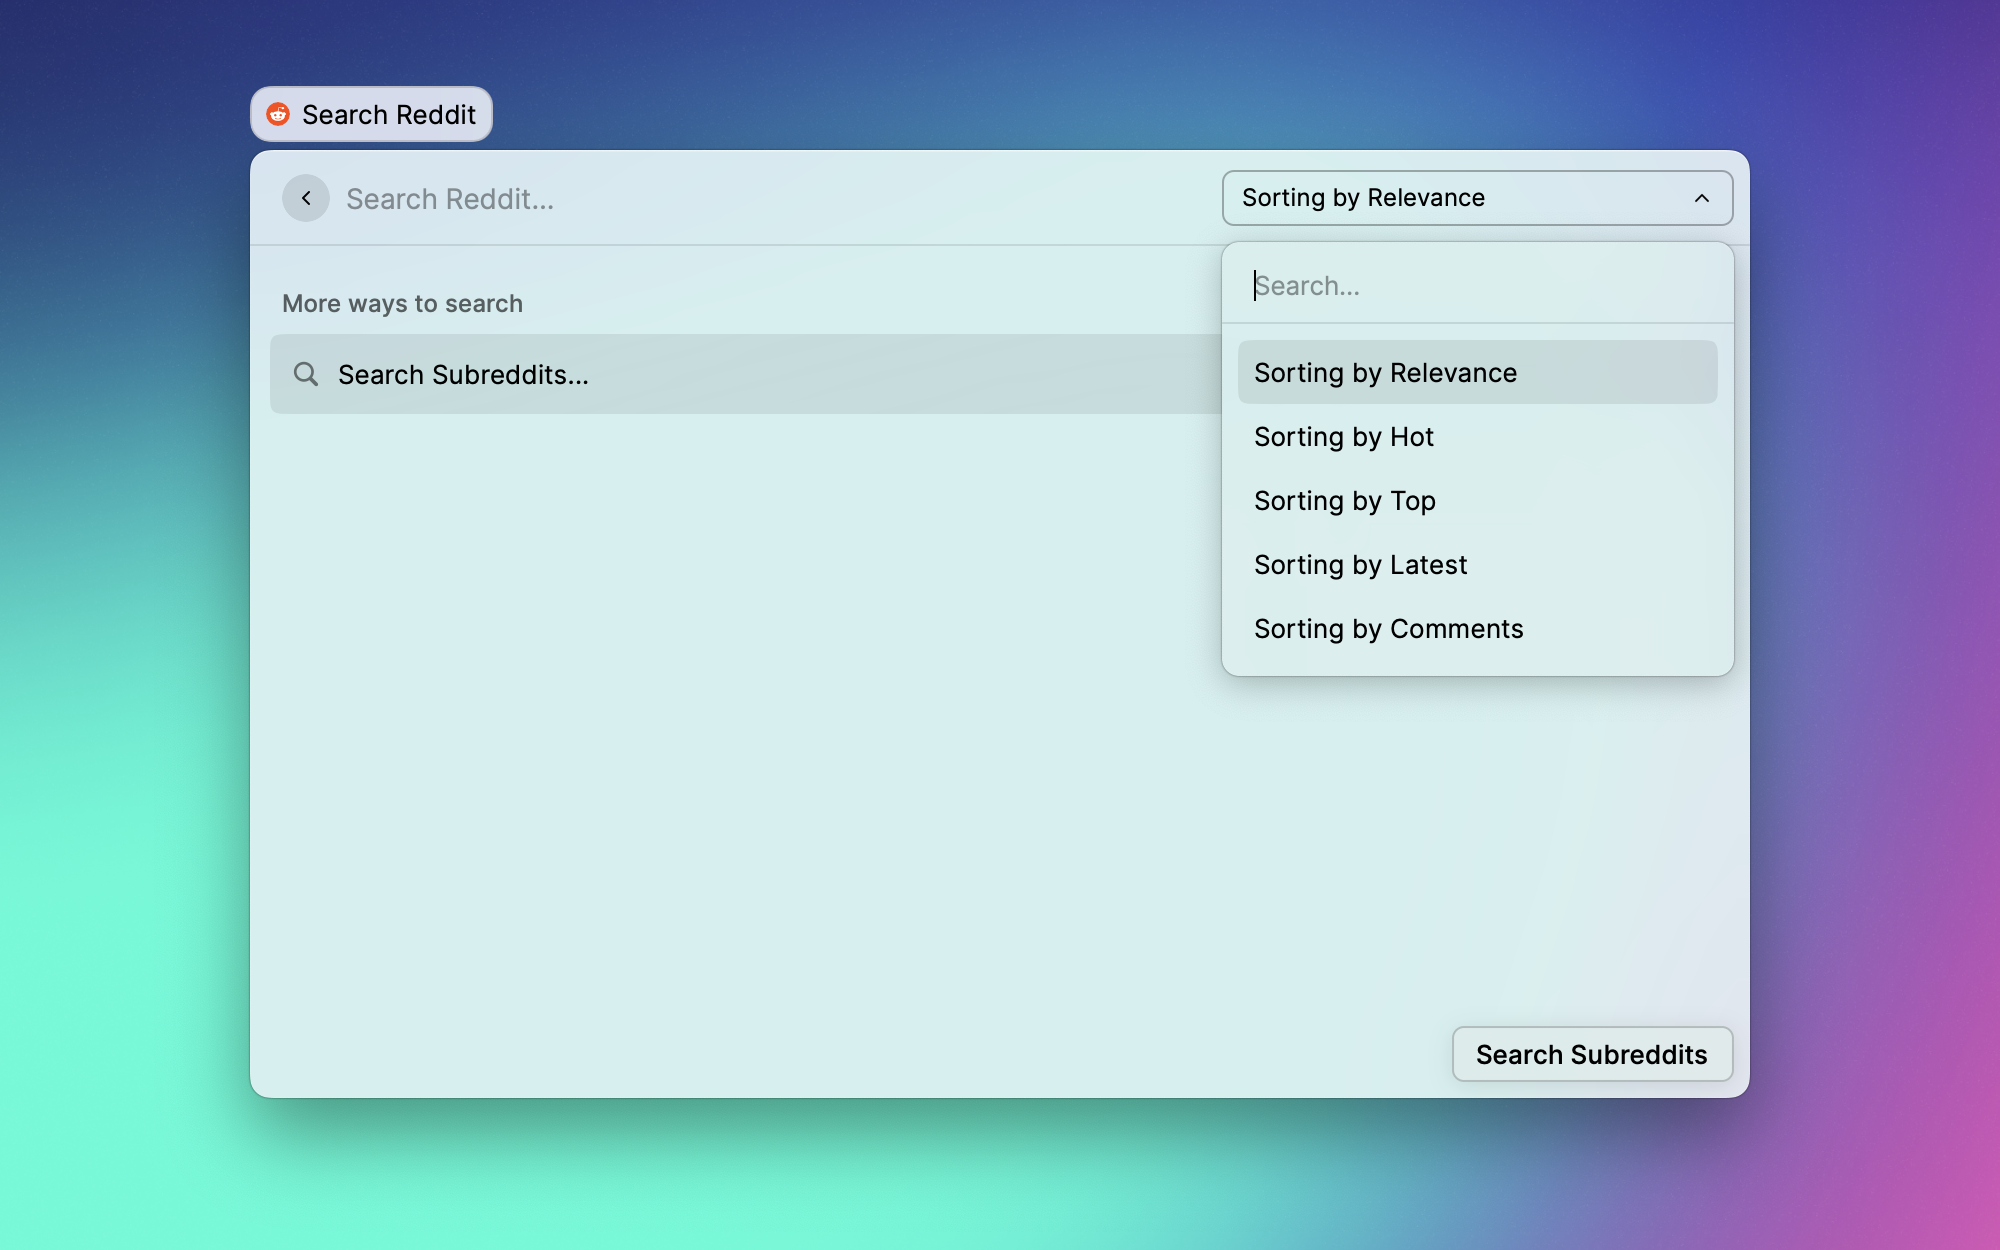 Search Reddit
Search Reddit...
Sorting by Relevance
More ways to search
Search Subreddits...
Search...
Sorting by Relevance
Sorting by Hot
Sorting by Top
Sorting by Latest
Sorting by Comments
Search Subreddits